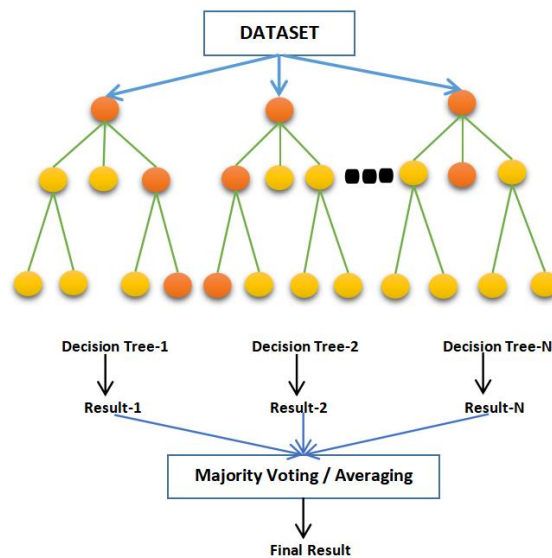 DATASET
Decision Tree-1
Decision Tree-2
Decision Tree-N
Result-1
Result-2
Result-N
Majority Voting / Averaging
Final Result